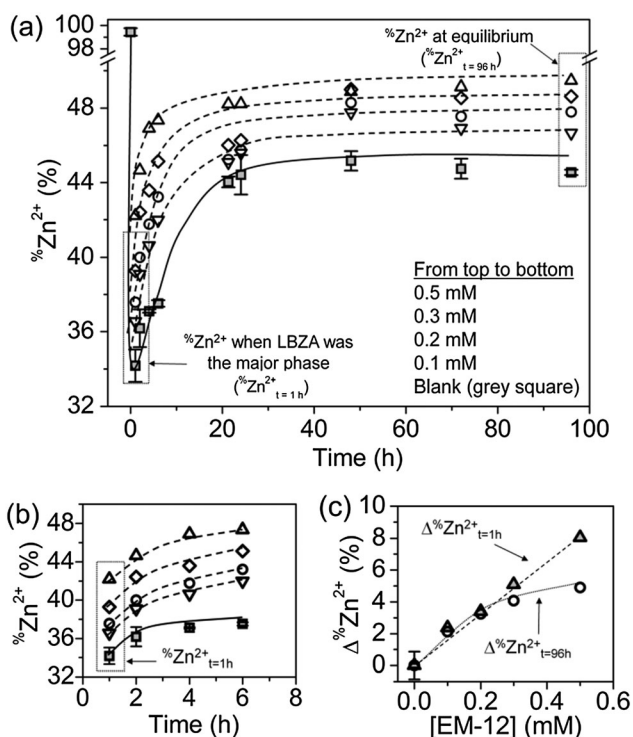 (a)
100
98
48
44
40
36
32
%Zn2+ (%)
%Zn2+ at equilibrium
(%Zn2+ t = 96 h)
From top to bottom
0.5 mM
0.3 mM
0.2 mM
0.1 mM
Blank (grey square)
%Zn2+ when LBZA was
the major phase
(%Zn2+ t = 1 h)
0 20 40 60 80 100
Time (h)
(b)
48
44
40
36
32
%Zn2+ (%)
%Zn2+ t=1h
0 2 4 6 8
Time (h)
(c)
10
8
6
4
2
0
Δ%Zn2+ (%)
Δ%Zn2+ t=1h
Δ%Zn2+ t=96h
0.0 0.2 0.4 0.6
[EM-12] (mM)